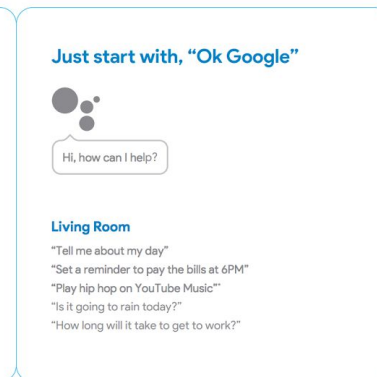 Just start with, “Ok Google”
Hi, how can I help?
Living Room
“Tell me about my day”
“Set a reminder to pay the bills at 6PM”
“Play hip hop on YouTube Music”*
“Is it going to rain today?”
“How long will it take to get to work?”